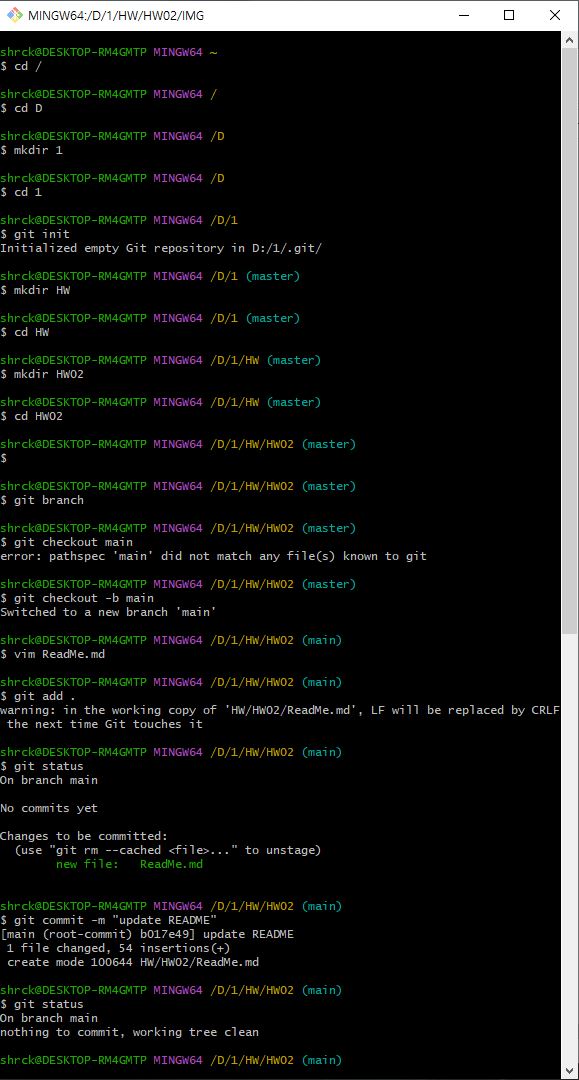 MINGW64:/D/1/HW/HW02/IMG
shrck@DESKTOP-RM4GMTP MINGW64 ~
$ cd /
shrck@DESKTOP-RM4GMTP MINGW64 /
$ cd D
shrck@DESKTOP-RM4GMTP MINGW64 /D
$ mkdir 1
shrck@DESKTOP-RM4GMTP MINGW64 /D
$ cd 1
shrck@DESKTOP-RM4GMTP MINGW64 /D/1
$ git init
Initialized empty Git repository in D:/1/.git/
shrck@DESKTOP-RM4GMTP MINGW64 /D/1 (master)
$ mkdir HW
shrck@DESKTOP-RM4GMTP MINGW64 /D/1 (master)
$ cd HW
shrck@DESKTOP-RM4GMTP MINGW64 /D/1/HW (master)
$ mkdir HW02
shrck@DESKTOP-RM4GMTP MINGW64 /D/1/HW (master)
$ cd HW02
shrck@DESKTOP-RM4GMTP MINGW64 /D/1/HW/HW02 (master)
$
shrck@DESKTOP-RM4GMTP MINGW64 /D/1/HW/HW02 (master)
$ git branch
shrck@DESKTOP-RM4GMTP MINGW64 /D/1/HW/HW02 (master)
$ git checkout main
error: pathspec 'main' did not match any file(s) known to git
shrck@DESKTOP-RM4GMTP MINGW64 /D/1/HW/HW02 (master)
$ git checkout -b main
Switched to a new branch 'main'
shrck@DESKTOP-RM4GMTP MINGW64 /D/1/HW/HW02 (main)
$ vim ReadMe.md
shrck@DESKTOP-RM4GMTP MINGW64 /D/1/HW/HW02 (main)
$ git add .
warning: in the working copy of 'HW/HW02/ReadMe.md', LF will be replaced by CRLF
the next time Git touches it
shrck@DESKTOP-RM4GMTP MINGW64 /D/1/HW/HW02 (main)
$ git status
On branch main
No commits yet
Changes to be committed:
(use "git rm --cached <file>..." to unstage)
new file: ReadMe.md
shrck@DESKTOP-RM4GMTP MINGW64 /D/1/HW/HW02 (main)
$ git commit -m "update README"
[main (root-commit) b017e49] update README
1 file changed, 54 insertions(+)
create mode 100644 HW/HW02/ReadMe.md
shrck@DESKTOP-RM4GMTP MINGW64 /D/1/HW/HW02 (main)
$ git status
On branch main
nothing to commit, working tree clean
shrck@DESKTOP-RM4GMTP MINGW64 /D/1/HW/HW02 (main)